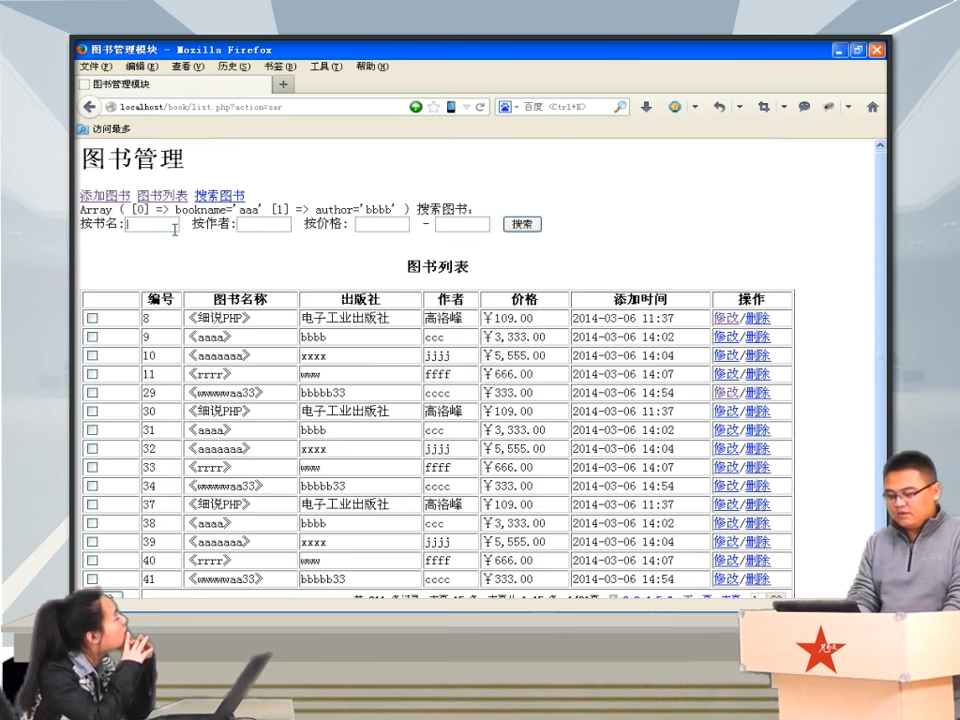 图书管理模块 - Mozilla Firefox
文件(F) 编辑(E) 查看(V) 历史(S) 书签(B) 工具(T) 帮助(H)
图书管理模块 +
localhost/book/list.php?action=ser 百度 <Ctrl+K>
访问最多
图书管理
添加图书 图书列表 搜索图书
Array ( [0] => bookname='aaa' [1] => author='bbbb' ) 搜索图书:
按书名: 按作者: 按价格: - 搜索
图书列表
编号 图书名称 出版社 作者 价格 添加时间 操作
8 《细说PHP》 电子工业出版社 高洛峰 ¥109.00 2014-03-06 11:37 修改/删除
9 《aaaa》 bbbb ccc ¥3,333.00 2014-03-06 14:02 修改/删除
10 《aaaaaaa》 xxxx jjjj ¥5,555.00 2014-03-06 14:04 修改/删除
11 《rrrr》 www ffff ¥666.00 2014-03-06 14:07 修改/删除
29 《wwwwwaa33》 bbbbb33 cccc ¥333.00 2014-03-06 14:54 修改/删除
30 《细说PHP》 电子工业出版社 高洛峰 ¥109.00 2014-03-06 11:37 修改/删除
31 《aaaa》 bbbb ccc ¥3,333.00 2014-03-06 14:02 修改/删除
32 《aaaaaaa》 xxxx jjjj ¥5,555.00 2014-03-06 14:04 修改/删除
33 《rrrr》 www ffff ¥666.00 2014-03-06 14:07 修改/删除
34 《wwwwwaa33》 bbbbb33 cccc ¥333.00 2014-03-06 14:54 修改/删除
37 《细说PHP》 电子工业出版社 高洛峰 ¥109.00 2014-03-06 11:37 修改/删除
38 《aaaa》 bbbb ccc ¥3,333.00 2014-03-06 14:02 修改/删除
39 《aaaaaaa》 xxxx jjjj ¥5,555.00 2014-03-06 14:04 修改/删除
40 《rrrr》 www ffff ¥666.00 2014-03-06 14:07 修改/删除
41 《wwwwwaa33》 bbbbb33 cccc ¥333.00 2014-03-06 14:54 修改/删除